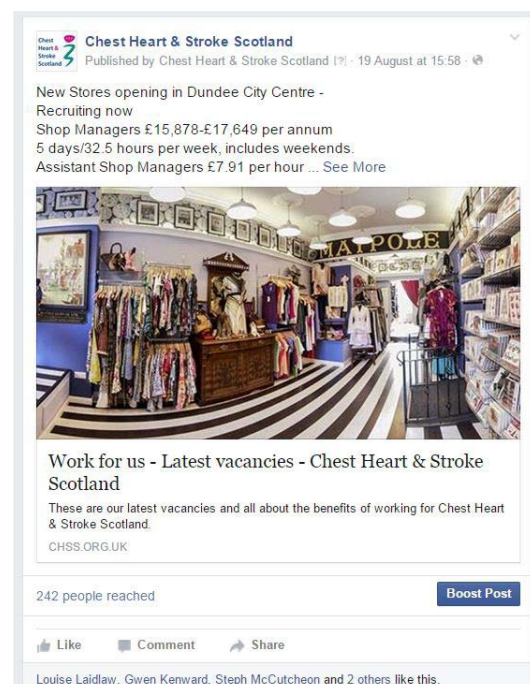 Chest
Heart &
Stroke
Scotland
Chest Heart & Stroke Scotland
Published by Chest Heart & Stroke Scotland [?] · 19 August at 15:58 ·
New Stores opening in Dundee City Centre -
Recruiting now
Shop Managers £15,878-£17,649 per annum
5 days/32.5 hours per week, includes weekends.
Assistant Shop Managers £7.91 per hour ... See More
MAYPOLE
Work for us - Latest vacancies - Chest Heart & Stroke
Scotland
These are our latest vacancies and all about the benefits of working for Chest Heart
& Stroke Scotland.
CHSS.ORG.UK
242 people reached
Boost Post
Like
Comment
Share
Louise Laidlaw, Gwen Kenward, Steph McCutcheon and 2 others like this.